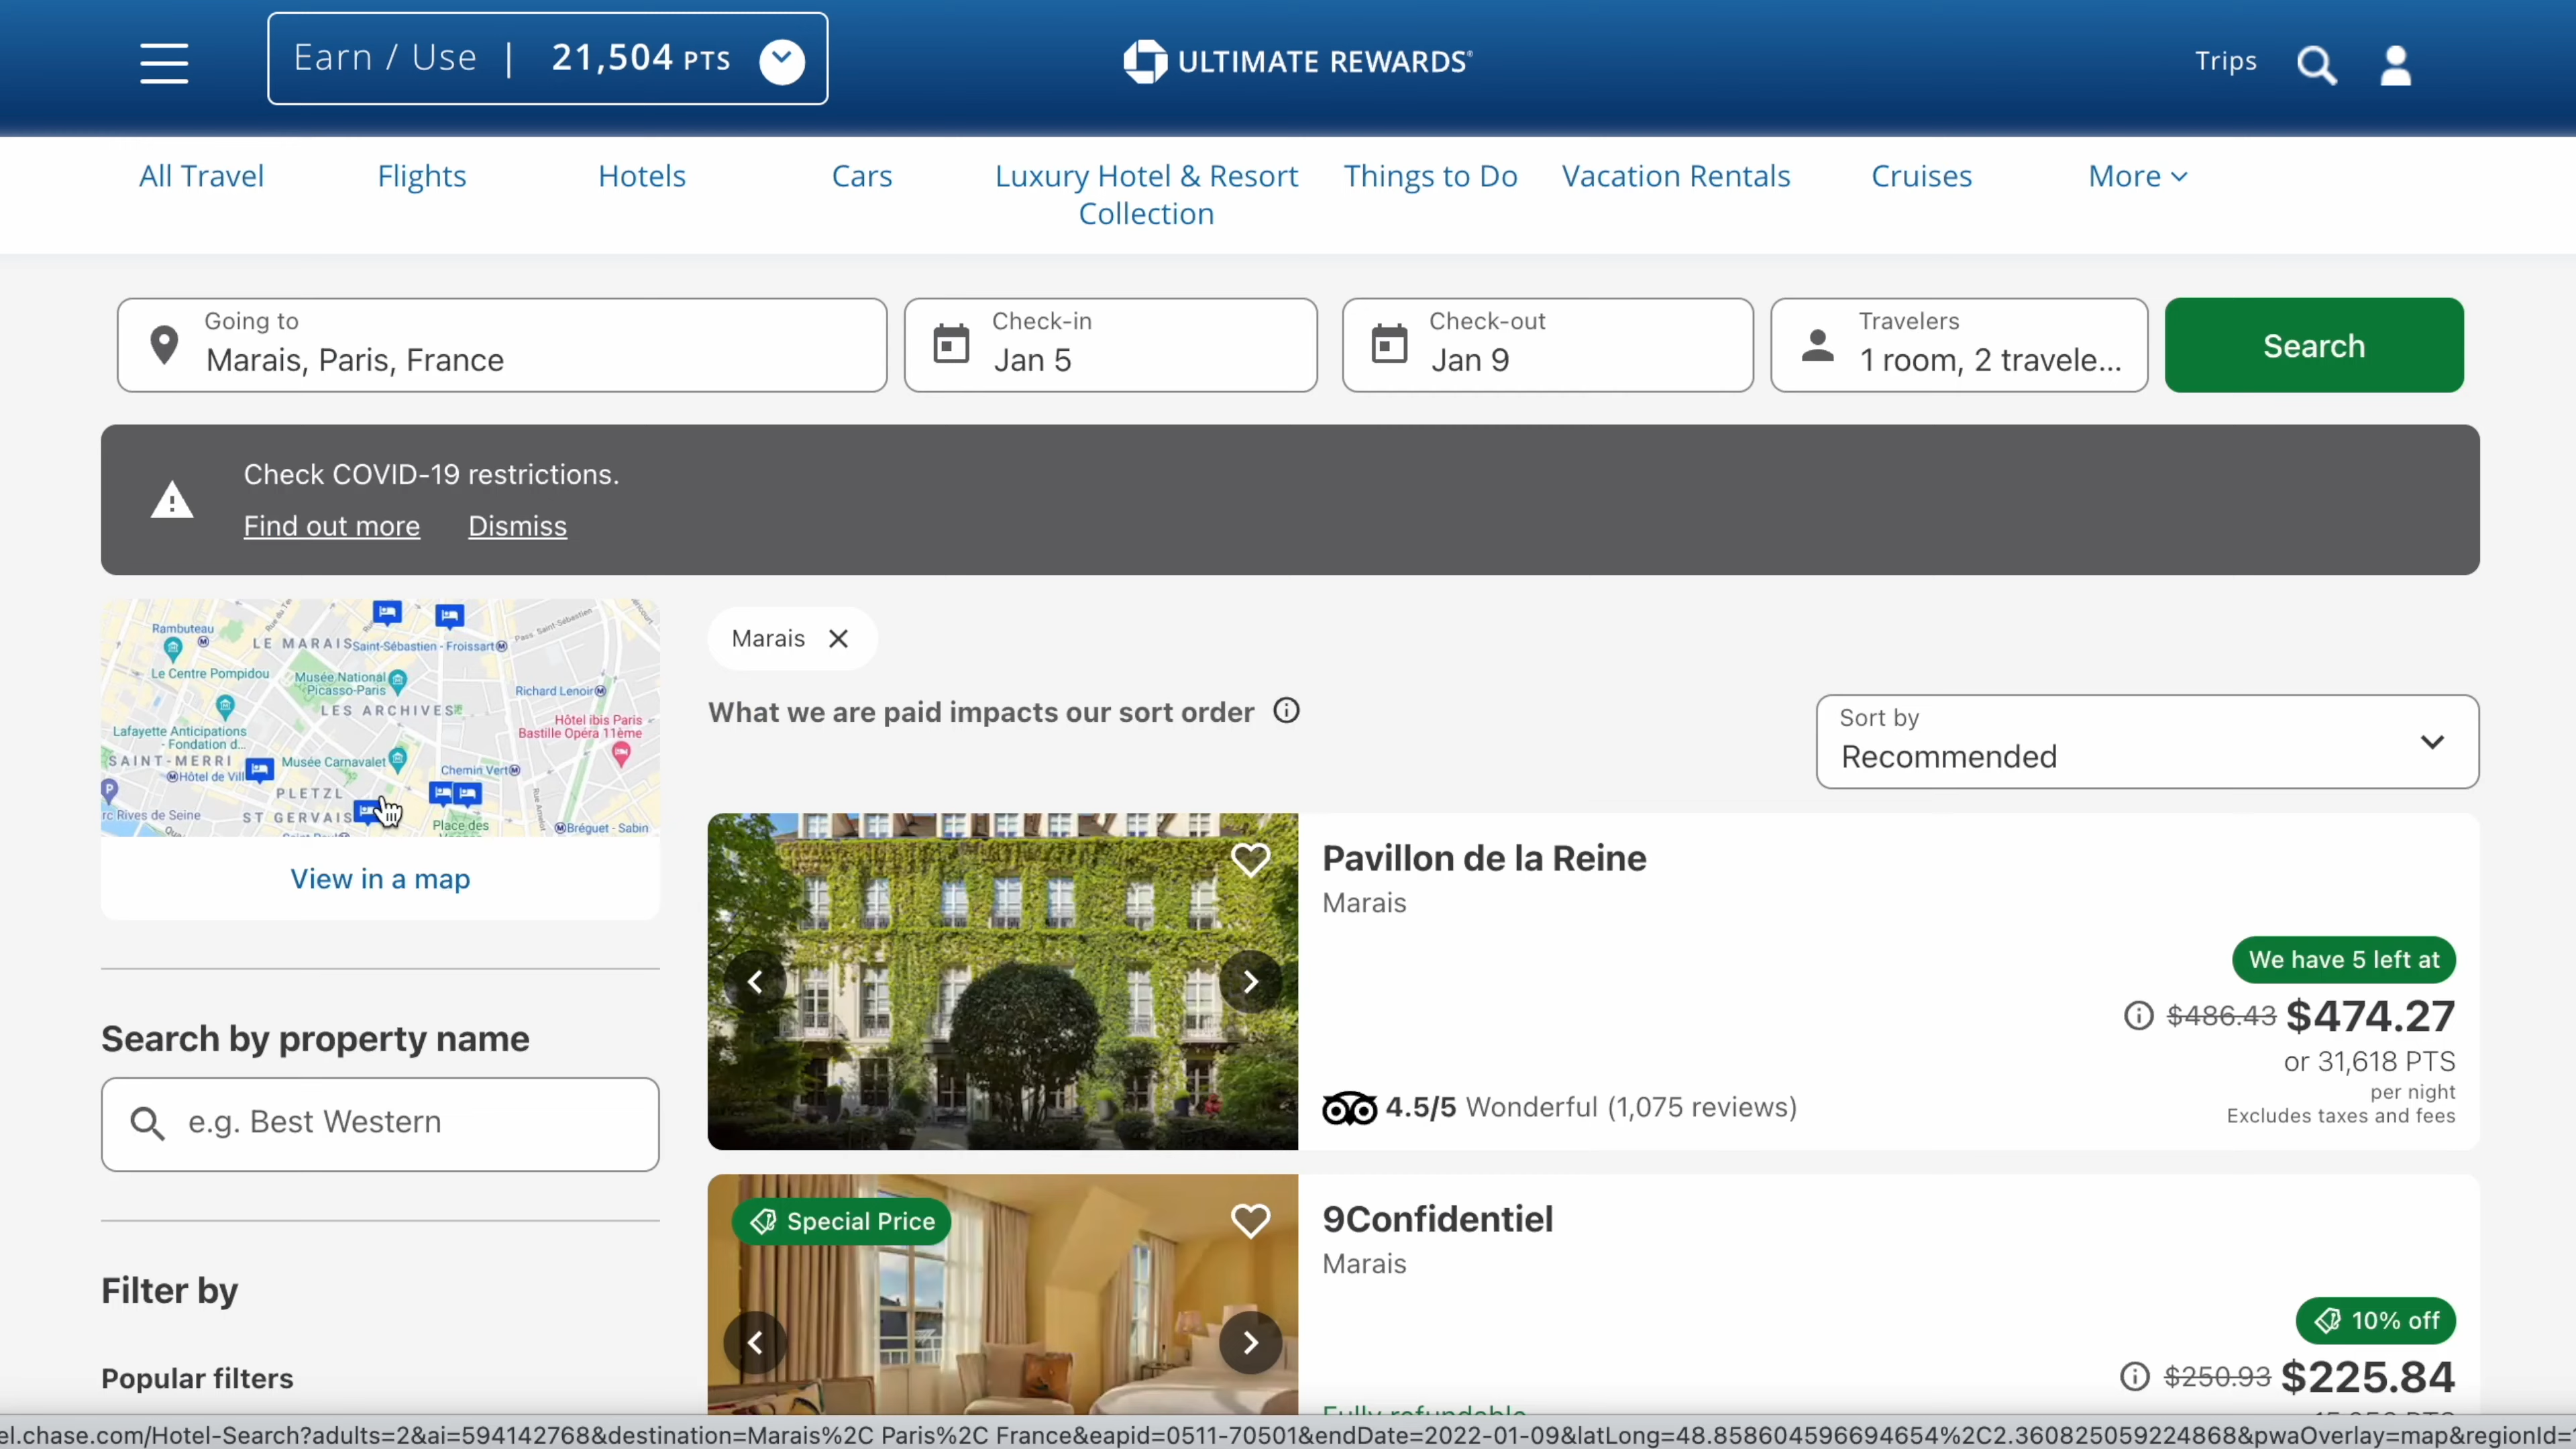 Earn / Use | 21,504 PTS
ULTIMATE REWARDS®
Trips
All Travel
Flights
Hotels
Cars
Luxury Hotel & Resort
Collection
Things to Do
Vacation Rentals
Cruises
More
Going to
Marais, Paris, France
Check-in
Jan 5
Check-out
Jan 9
Travelers
1 room, 2 travele...
Search
Check COVID-19 restrictions.
Find out more
Dismiss
Rambuteau
LE MARAIS
Saint-Sébastien - Froissart
Pass. Saint-Sébastien
Le Centre Pompidou
Musée National
Picasso-Paris
Richard Lenoir
LES ARCHIVES
Hôtel ibis Paris
Bastille Opéra 11ème
Lafayette Anticipations
- Fondation d...
SAINT-MERRI
Musée Carnavalet
Chemin Vert
Hôtel de Vill
PLETZL
rc Rives de Seine
ST GERVAIS
Place des
Bréguet - Sabin
Rue Amelot
View in a map
Marais
What we are paid impacts our sort order
Sort by
Recommended
Search by property name
e.g. Best Western
Filter by
Popular filters
Pavillon de la Reine
Marais
We have 5 left at
$486.43 $474.27
or 31,618 PTS
per night
Excludes taxes and fees
4.5/5 Wonderful (1,075 reviews)
Special Price
9Confidentiel
Marais
10% off
$250.93 $225.84
Fully refundable
el.chase.com/Hotel-Search?adults=2&ai=594142768&destination=Marais%2C Paris%2C France&eapid=0511-70501&endDate=2022-01-09&latLong=48.858604596694654%2C2.360825059224868&pwaOverlay=map&regionId=